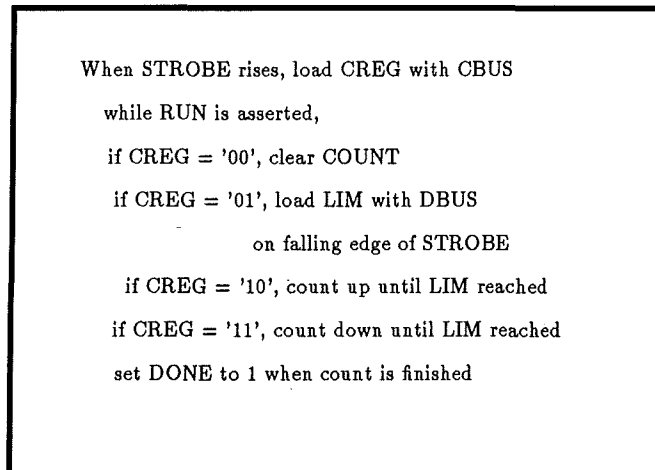 When STROBE rises, load CREG with CBUS
while RUN is asserted,
if CREG = '00', clear COUNT
if CREG = '01', load LIM with DBUS
on falling edge of STROBE
if CREG = '10', count up until LIM reached
if CREG = '11', count down until LIM reached
set DONE to 1 when count is finished